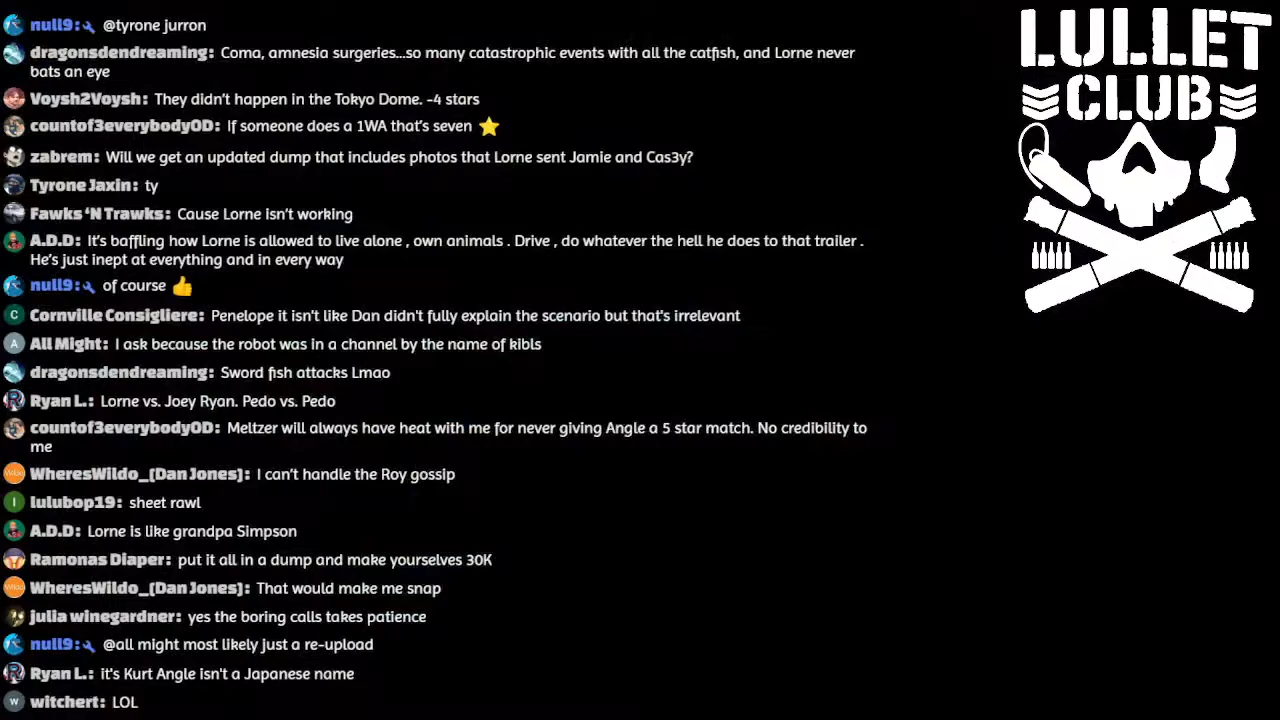 null9: @tyrone jurron
dragonsdendreaming: Coma, amnesia surgeries...so many catastrophic events with all the catfish, and Lorne never
bats an eye
Voysh2Voysh: They didn't happen in the Tokyo Dome. -4 stars
countof3everybodyOD: If someone does a 1WA that's seven ⭐
zabrem: Will we get an updated dump that includes photos that Lorne sent Jamie and Cas3y?
Tyrone Jaxin: ty
Fawks 'N Trawks: Cause Lorne isn't working
A.D.D: It's baffling how Lorne is allowed to live alone , own animals . Drive , do whatever the hell he does to that trailer .
He's just inept at everything and in every way
null9: of course 👍
C Cornville Consigliere: Penelope it isn't like Dan didn't fully explain the scenario but that's irrelevant
A All Might: I ask because the robot was in a channel by the name of kibls
dragonsdendreaming: Sword fish attacks Lmao
Ryan L.: Lorne vs. Joey Ryan. Pedo vs. Pedo
countof3everybodyOD: Meltzer will always have heat with me for never giving Angle a 5 star match. No credibility to
me
WheresWildo_(Dan Jones): I can't handle the Roy gossip
l lulubop19: sheet rawl
A.D.D: Lorne is like grandpa Simpson
Ramonas Diaper: put it all in a dump and make yourselves 30K
WheresWildo_(Dan Jones): That would make me snap
julia winegardner: yes the boring calls takes patience
null9: @all might most likely just a re-upload
Ryan L.: it's Kurt Angle isn't a Japanese name
w witchert: LOL
LULLET
CLUB